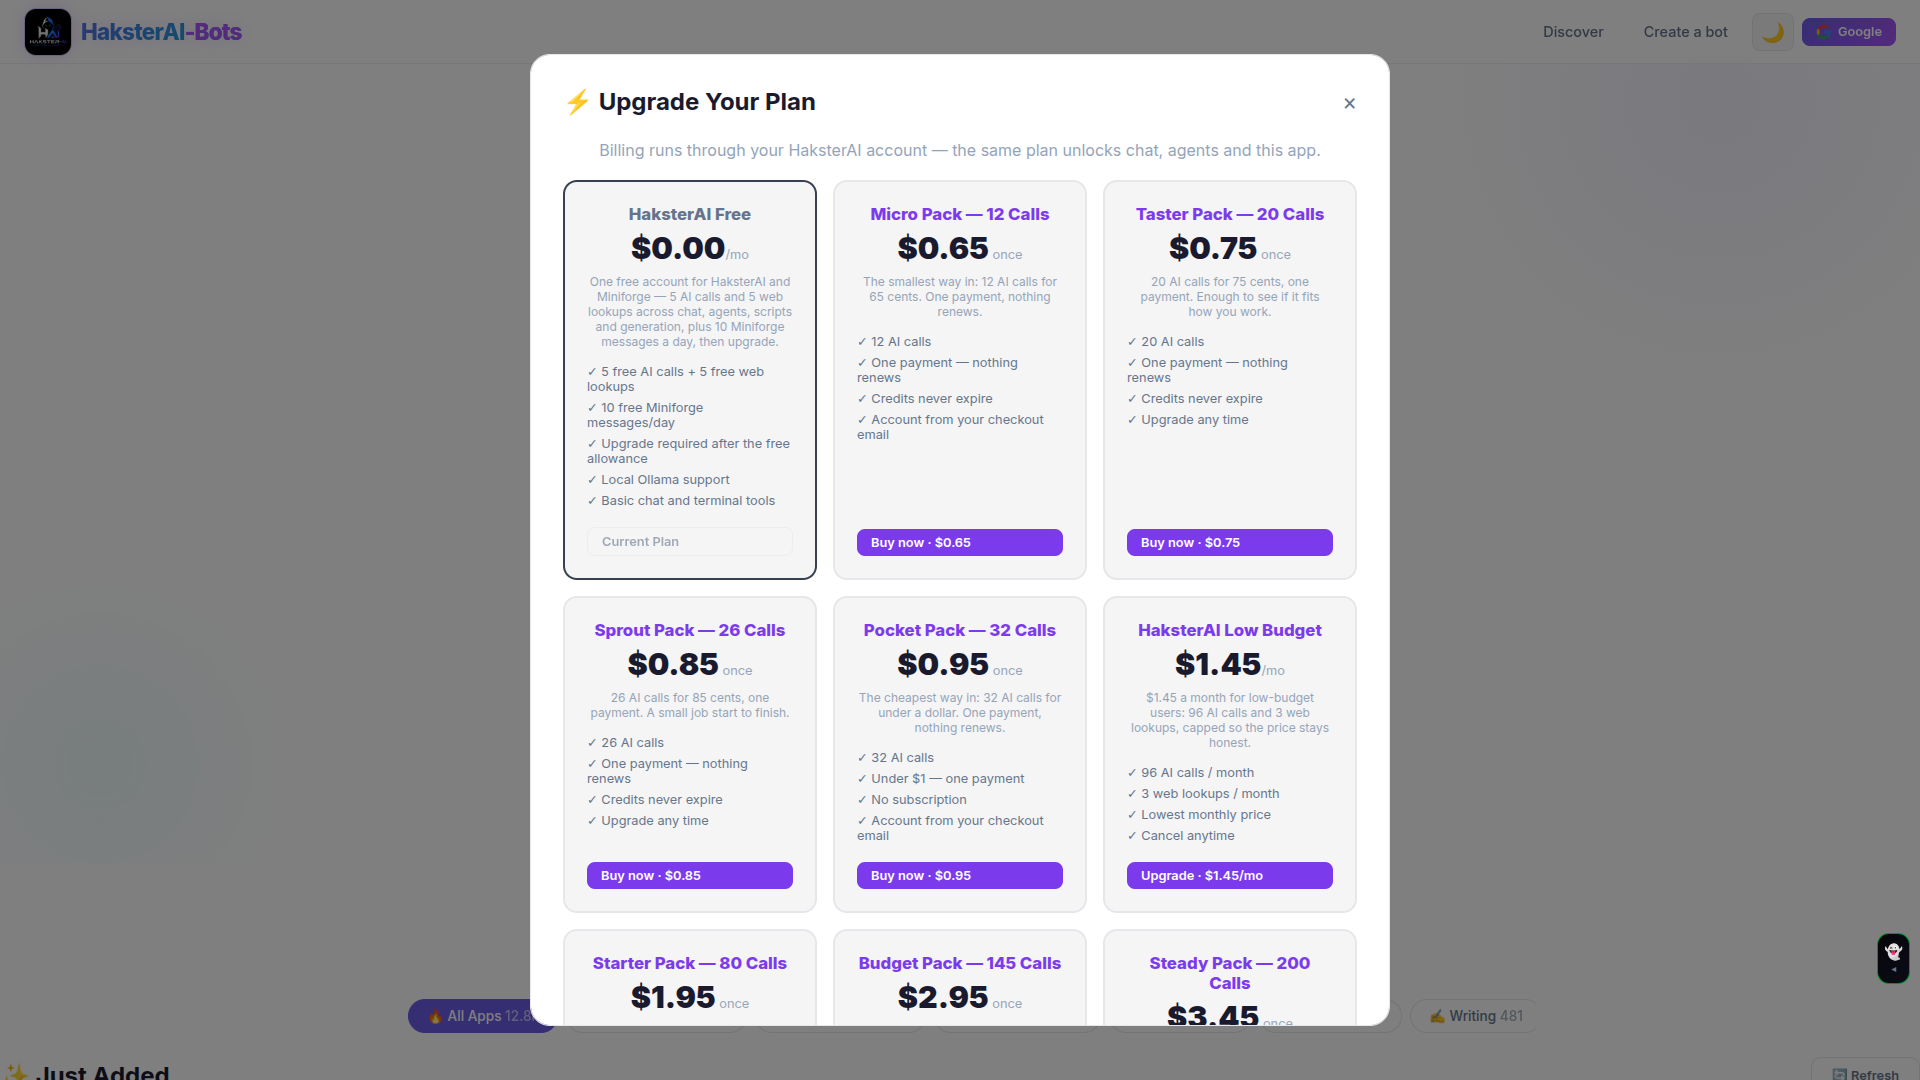 HaksterAI-Bots
Discover
Create a bot
Google
⚡ Upgrade Your Plan
×
Billing runs through your HaksterAI account — the same plan unlocks chat, agents and this app.
HaksterAI Free
$0.00/mo
One free account for HaksterAI and
Miniforge — 5 AI calls and 5 web
lookups across chat, agents, scripts
and generation, plus 10 Miniforge
messages a day, then upgrade.
✓ 5 free AI calls + 5 free web
lookups
✓ 10 free Miniforge
messages/day
✓ Upgrade required after the free
allowance
✓ Local Ollama support
✓ Basic chat and terminal tools
Current Plan
Micro Pack — 12 Calls
$0.65 once
The smallest way in: 12 AI calls for
65 cents. One payment, nothing
renews.
✓ 12 AI calls
✓ One payment — nothing
renews
✓ Credits never expire
✓ Account from your checkout
email
Buy now · $0.65
Taster Pack — 20 Calls
$0.75 once
20 AI calls for 75 cents, one
payment. Enough to see if it fits
how you work.
✓ 20 AI calls
✓ One payment — nothing
renews
✓ Credits never expire
✓ Upgrade any time
Buy now · $0.75
Sprout Pack — 26 Calls
$0.85 once
26 AI calls for 85 cents, one
payment. A small job start to finish.
✓ 26 AI calls
✓ One payment — nothing
renews
✓ Credits never expire
✓ Upgrade any time
Buy now · $0.85
Pocket Pack — 32 Calls
$0.95 once
The cheapest way in: 32 AI calls for
under a dollar. One payment,
nothing renews.
✓ 32 AI calls
✓ Under $1 — one payment
✓ No subscription
✓ Account from your checkout
email
Buy now · $0.95
HaksterAI Low Budget
$1.45/mo
$1.45 a month for low-budget
users: 96 AI calls and 3 web
lookups, capped so the price stays
honest.
✓ 96 AI calls / month
✓ 3 web lookups / month
✓ Lowest monthly price
✓ Cancel anytime
Upgrade · $1.45/mo
Starter Pack — 80 Calls
$1.95 once
Budget Pack — 145 Calls
$2.95 once
Steady Pack — 200
Calls
$3.45 once
All Apps
Writing 481
Just Added
Refresh